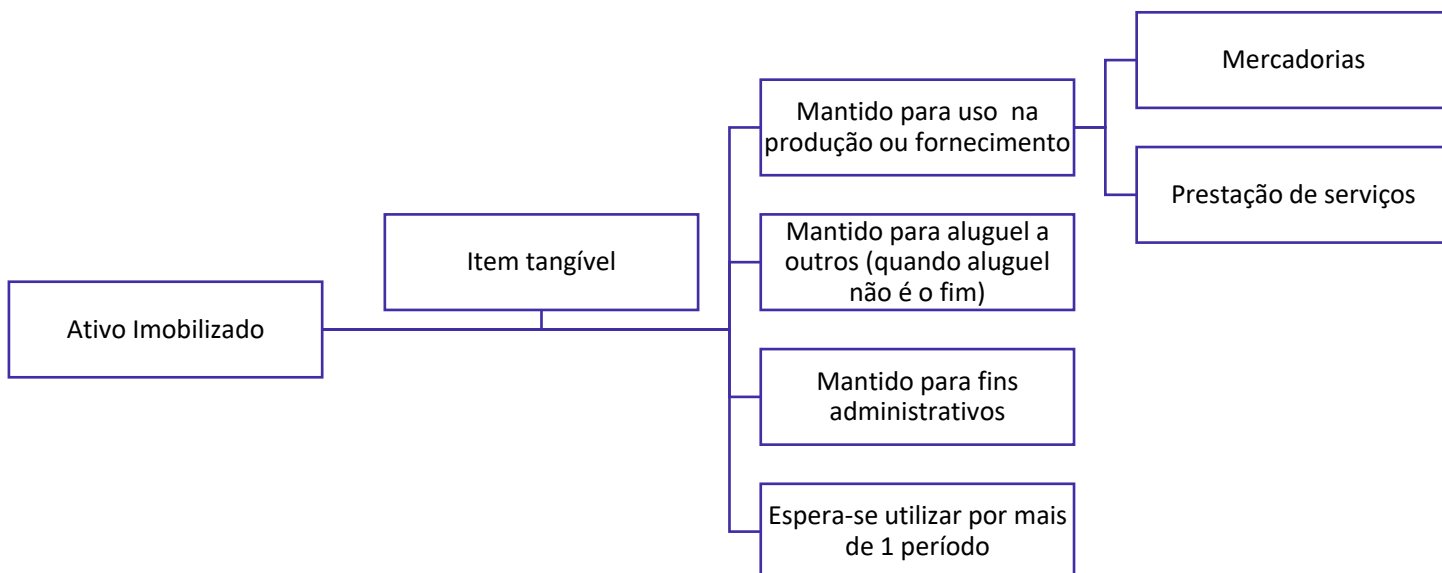 Ativo Imobilizado
Item tangível
Mantido para uso na
produção ou fornecimento
Mercadorias
Prestação de serviços
Mantido para aluguel a
outros (quando aluguel
não é o fim)
Mantido para fins
administrativos
Espera-se utilizar por mais
de 1 período